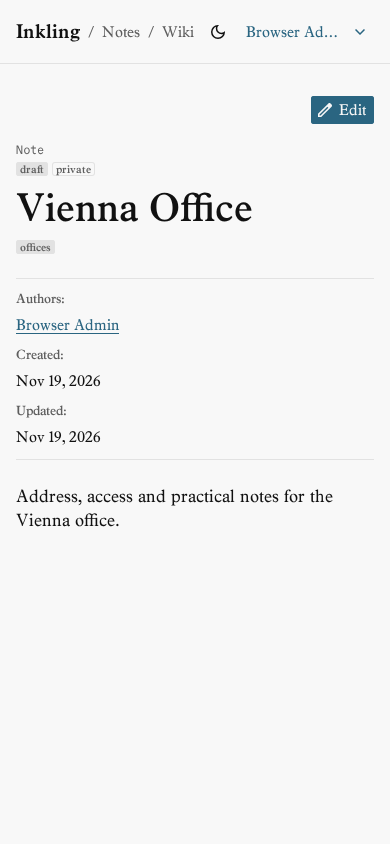 Inkling / Notes / Wiki Browser Ad...
Edit
Note
draft private
Vienna Office
offices
Authors:
Browser Admin
Created:
Nov 19, 2026
Updated:
Nov 19, 2026
Address, access and practical notes for the
Vienna office.